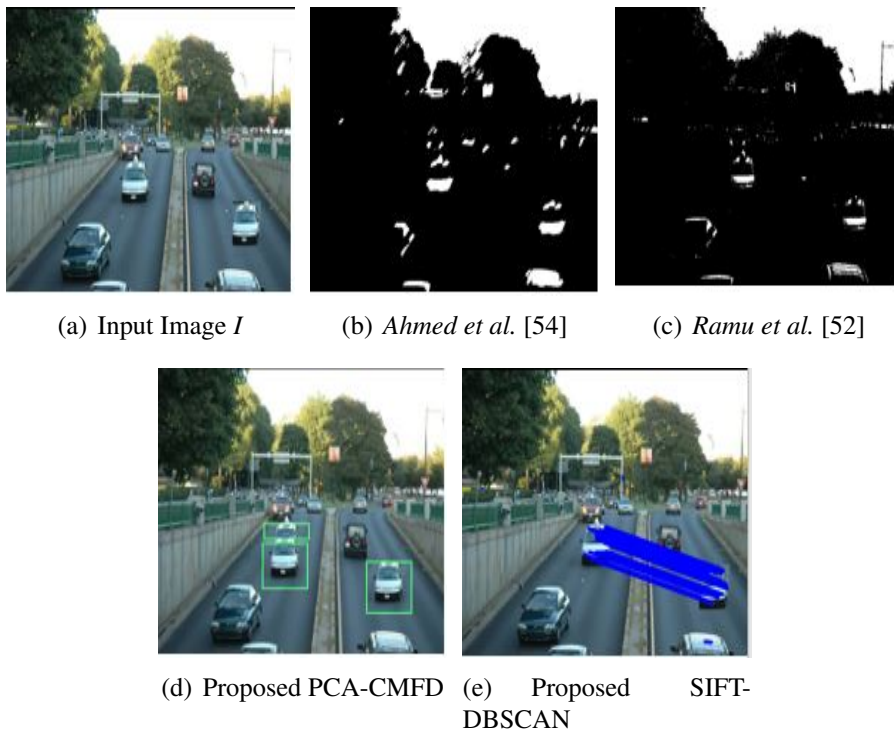 (a) Input Image I
(b) Ahmed et al. [54]
(c) Ramu et al. [52]
(d) Proposed PCA-CMFD
(e) Proposed SIFT-
DBSCAN